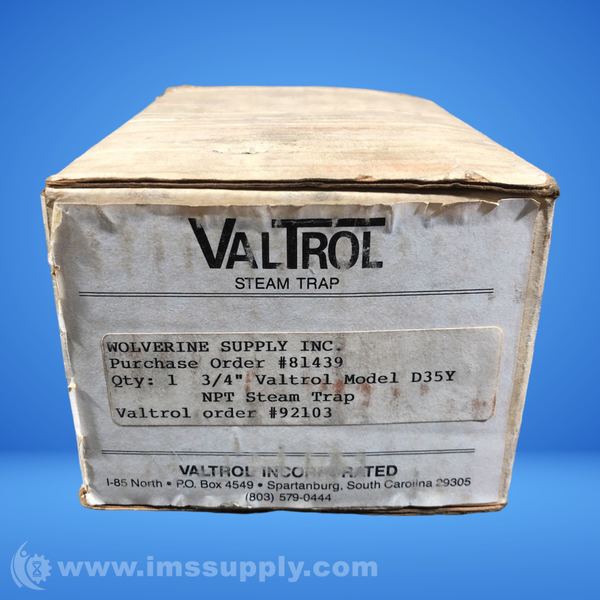 VALTROL
STEAM TRAP
WOLVERINE SUPPLY INC.
Purchase Order #81439
Qty: 1 3/4" Valtrol Model D35Y
NPT Steam Trap
Valtrol order #92103
VALTROL INCORPORATED
I-85 North • P.O. Box 4549 • Spartanburg, South Carolina 29305
(803) 579-0444
www.imssupply.com